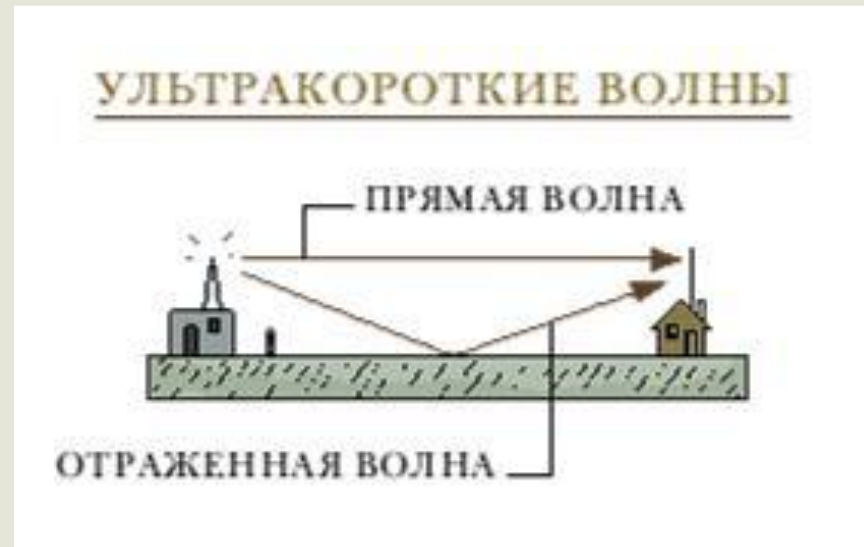 УЛЬТРАКОРОТКИЕ ВОЛНЫ
ПРЯМАЯ ВОЛНА
ОТРАЖЕННАЯ ВОЛНА